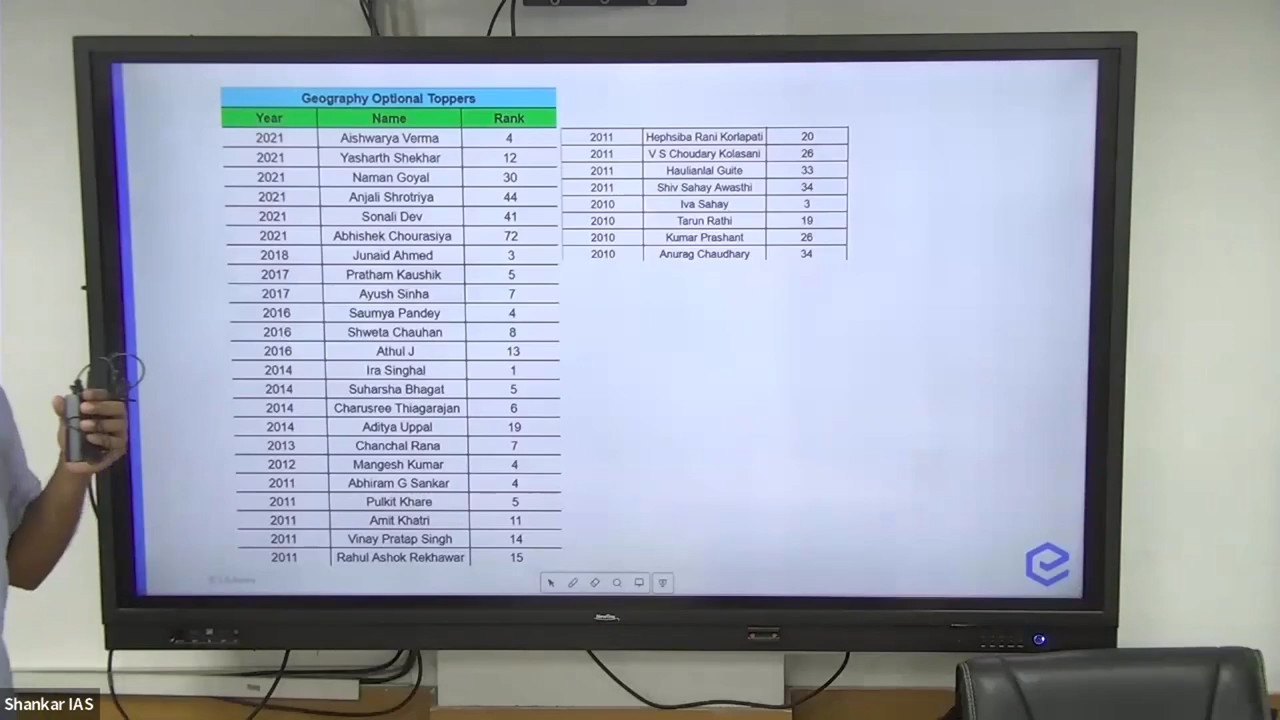 Geography Optional Toppers
Year Name Rank
2021 Aishwarya Verma 4
2021 Yasharth Shekhar 12
2021 Naman Goyal 30
2021 Anjali Shrotriya 44
2021 Sonali Dev 41
2021 Abhishek Chourasiya 72
2018 Junaid Ahmed 3
2017 Pratham Kaushik 5
2017 Ayush Sinha 7
2016 Saumya Pandey 4
2016 Shweta Chauhan 8
2016 Athul J 13
2014 Ira Singhal 1
2014 Suharsha Bhagat 5
2014 Charusree Thiagarajan 6
2014 Aditya Uppal 19
2013 Chanchal Rana 7
2012 Mangesh Kumar 4
2011 Abhiram G Sankar 4
2011 Pulkit Khare 5
2011 Amit Khatri 11
2011 Vinay Pratap Singh 14
2011 Rahul Ashok Rekhawar 15
2011 Hephsiba Rani Korlapati 20
2011 V S Choudary Kolasani 26
2011 Haulianlal Guite 33
2011 Shiv Sahay Awasthi 34
2010 Iva Sahay 3
2010 Tarun Rathi 19
2010 Kumar Prashant 26
2010 Anurag Chaudhary 34
Shankar IAS